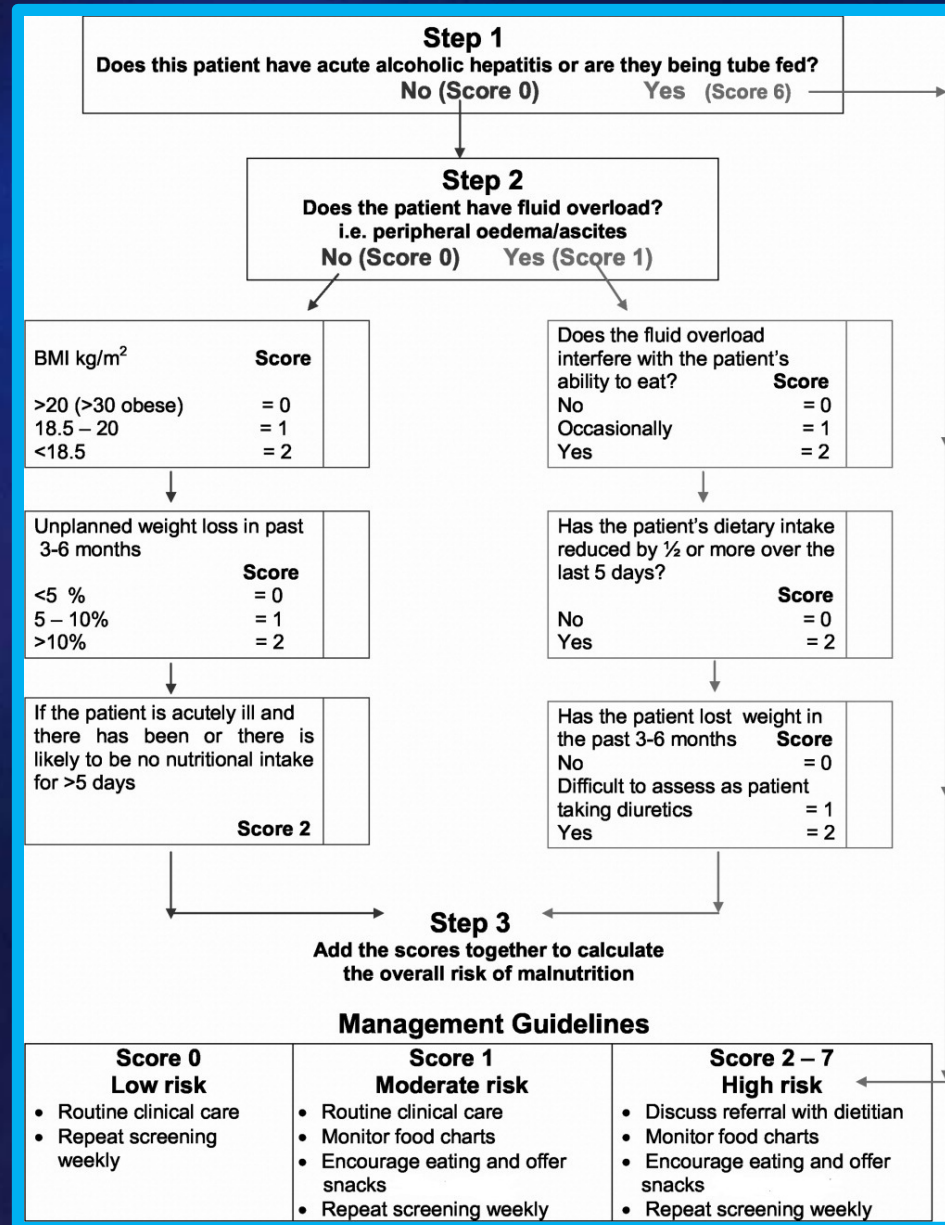 Step 1
Does this patient have acute alcoholic hepatitis or are they being tube fed?
No (Score 0) Yes (Score 6)
Step 2
Does the patient have fluid overload?
i.e. peripheral oedema/ascites
No (Score 0) Yes (Score 1)
BMI kg/m² Score
>20 (>30 obese) = 0
18.5 – 20 = 1
<18.5 = 2
Unplanned weight loss in past
3-6 months
Score
<5 % = 0
5 – 10% = 1
>10% = 2
If the patient is acutely ill and
there has been or there is
likely to be no nutritional intake
for >5 days
Score 2
Does the fluid overload
interfere with the patient's
ability to eat? Score
No = 0
Occasionally = 1
Yes = 2
Has the patient's dietary intake
reduced by ½ or more over the
last 5 days?
Score
No = 0
Yes = 2
Has the patient lost weight in
the past 3-6 months Score
No = 0
Difficult to assess as patient
taking diuretics = 1
Yes = 2
Step 3
Add the scores together to calculate
the overall risk of malnutrition
Management Guidelines
Score 0
Low risk
• Routine clinical care
• Repeat screening
weekly
Score 1
Moderate risk
• Routine clinical care
• Monitor food charts
• Encourage eating and offer
snacks
• Repeat screening weekly
Score 2 – 7
High risk
• Discuss referral with dietitian
• Monitor food charts
• Encourage eating and offer
snacks
• Repeat screening weekly